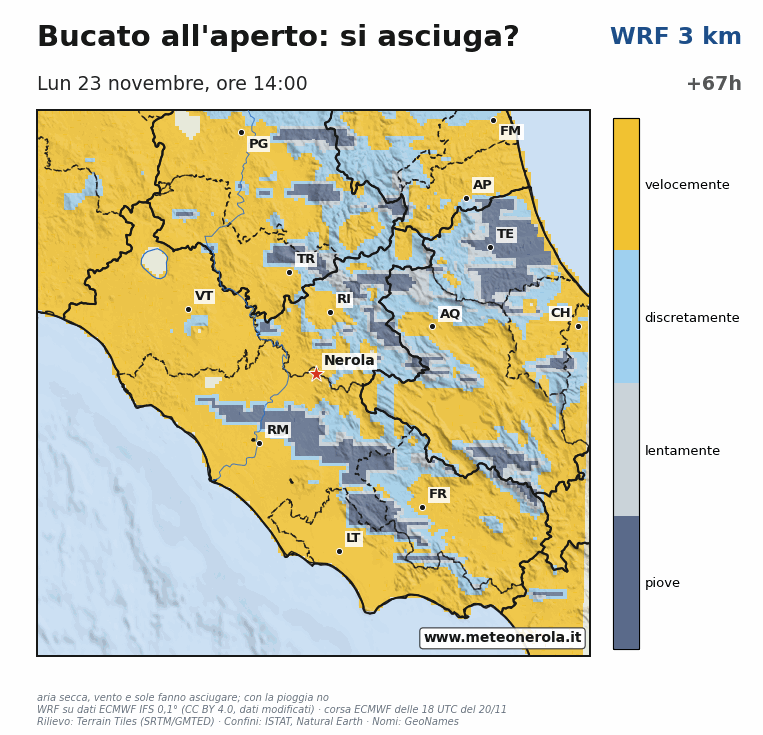 Bucato all'aperto: si asciuga?
WRF 3 km
Lun 23 novembre, ore 14:00
+67h
FM
PG
AP
TE
TR
VT
RI
AQ
CH
Nerola
RM
FR
LT
velocemente
discretamente
lentamente
piove
www.meteonerola.it
aria secca, vento e sole fanno asciugare; con la pioggia no
WRF su dati ECMWF IFS 0,1° (CC BY 4.0, dati modificati) · corsa ECMWF delle 18 UTC del 20/11
Rilievo: Terrain Tiles (SRTM/GMTED) · Confini: ISTAT, Natural Earth · Nomi: GeoNames